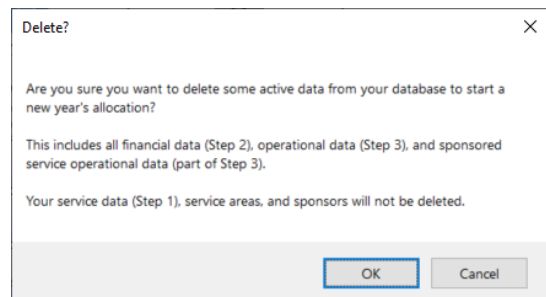 Delete?
Are you sure you want to delete some active data from your database to start a
new year's allocation?
This includes all financial data (Step 2), operational data (Step 3), and sponsored
service operational data (part of Step 3).
Your service data (Step 1), service areas, and sponsors will not be deleted.
OK
Cancel